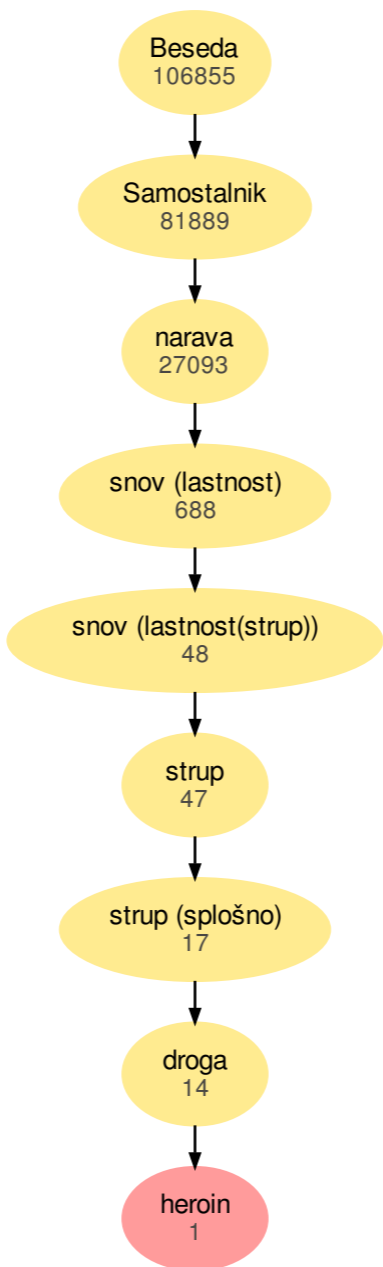 Beseda
106855
Samostalnik
81889
narava
27093
snov (lastnost)
688
snov (lastnost(strup))
48
strup
47
strup (splošno)
17
droga
14
heroin
1